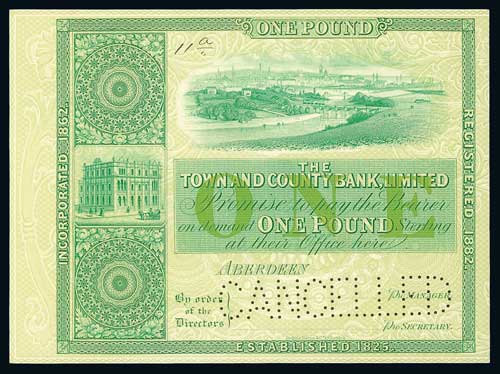 ONE POUND
11 a/
INCORPORATED 1862.
REGISTERED 1882.
THE
TOWN AND COUNTY BANK, LIMITED
ONE
Promise to pay the Bearer
on demand ONE POUND Sterling
at their Office here
ABERDEEN
CANCELLED
By order
of the
Directors
Pro MANAGER.
Pro SECRETARY.
ESTABLISHED 1825.